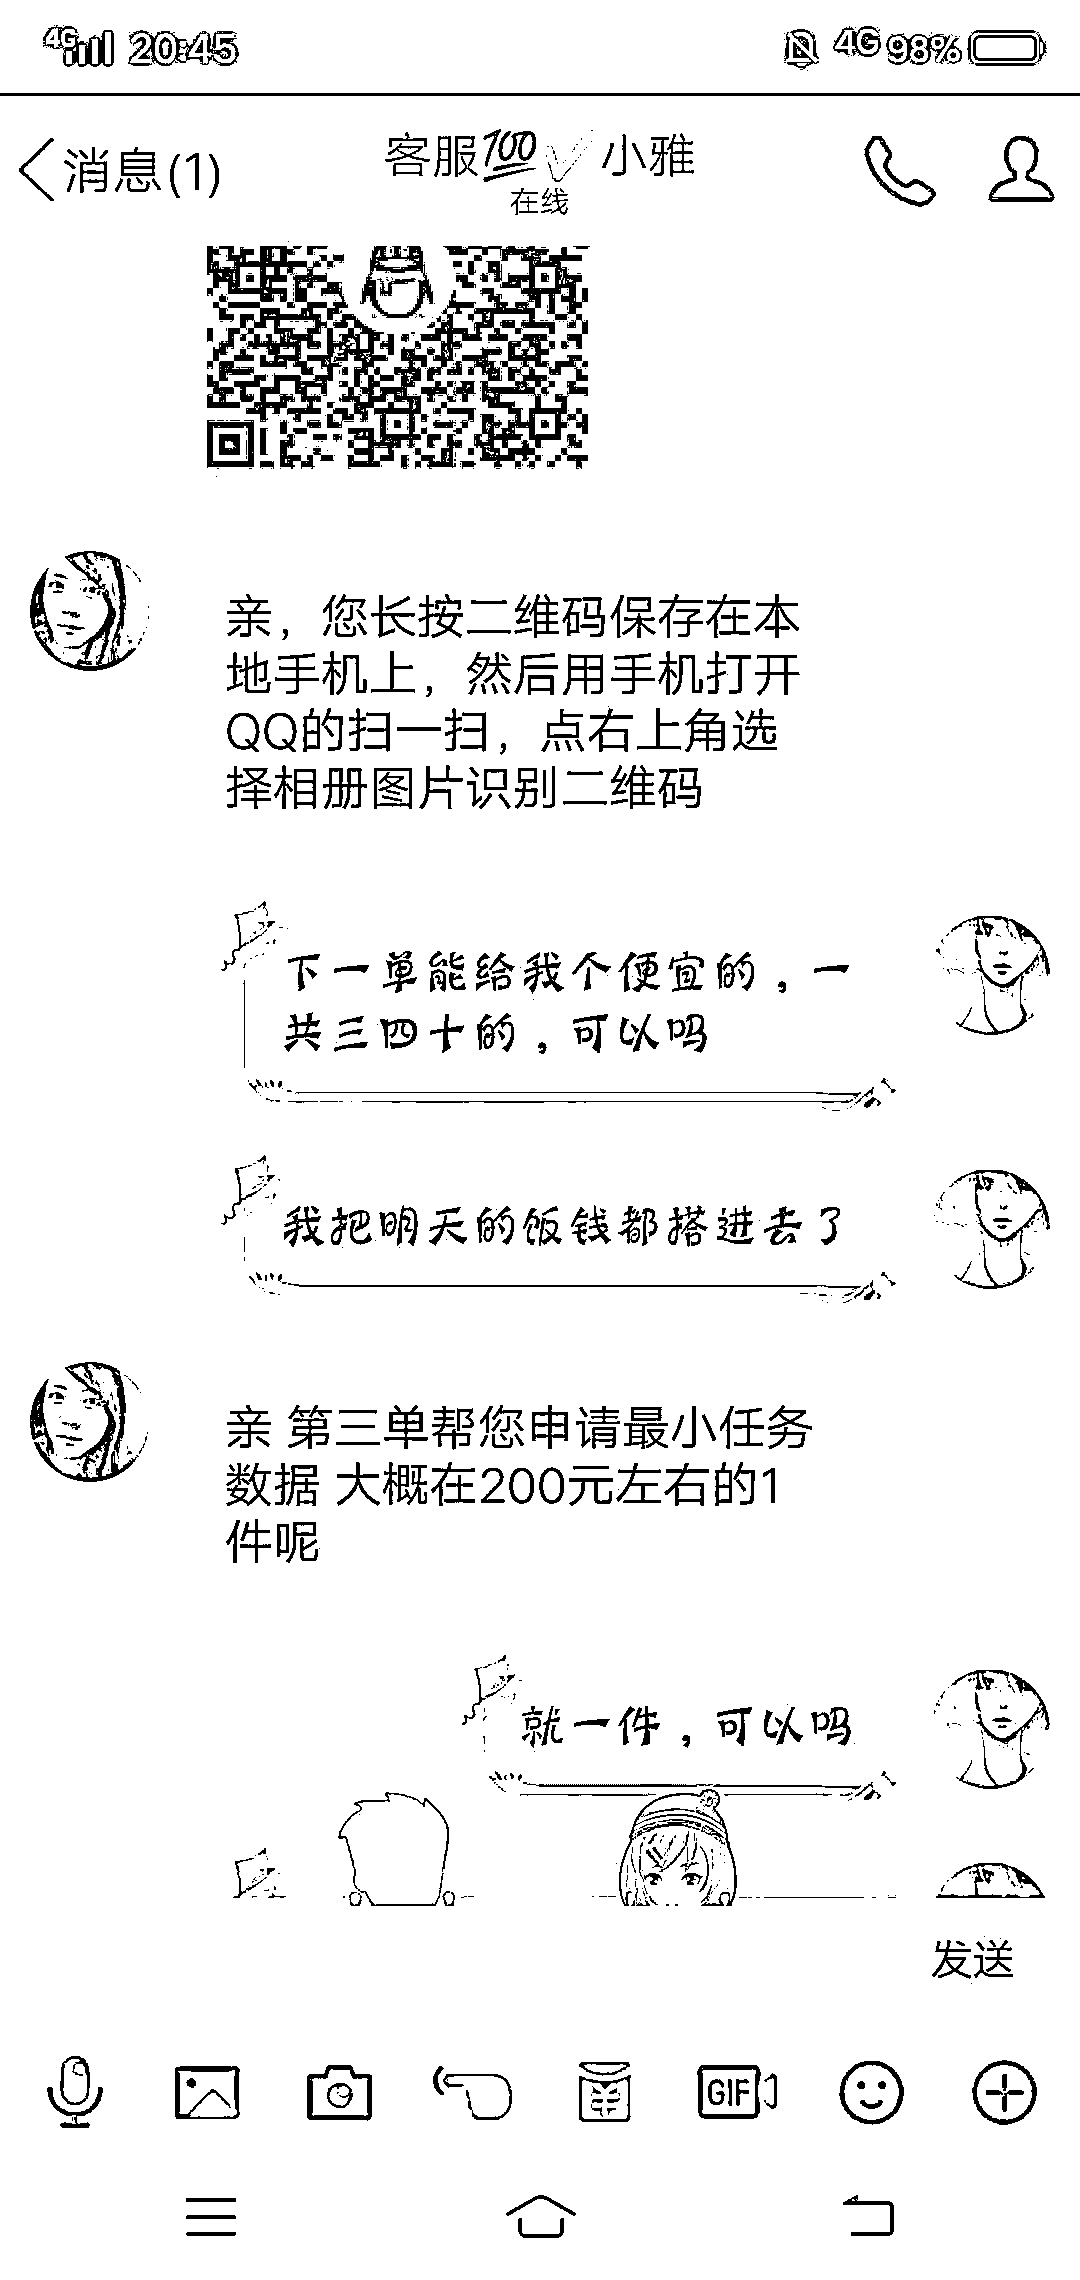 4G 20:45 4G 98%
消息(1) 客服💯✓小雅
在线
亲，您长按二维码保存在本
地手机上，然后用手机打开
QQ的扫一扫，点右上角选
择相册图片识别二维码
下一单能给我个便宜的，一
共三四十的，可以吗
我把明天的饭钱都搭进去了
亲 第三单帮您申请最小任务
数据 大概在200元左右的1
件呢
就一件，可以吗
发送
GIF